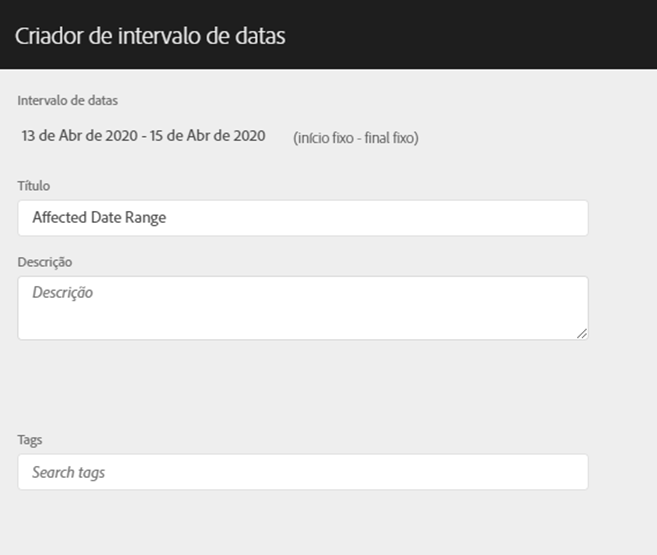 Criador de intervalo de datas
Intervalo de datas
13 de Abr de 2020 - 15 de Abr de 2020 (início fixo - final fixo)
Título
Affected Date Range
Descrição
Descrição
Tags
Search tags